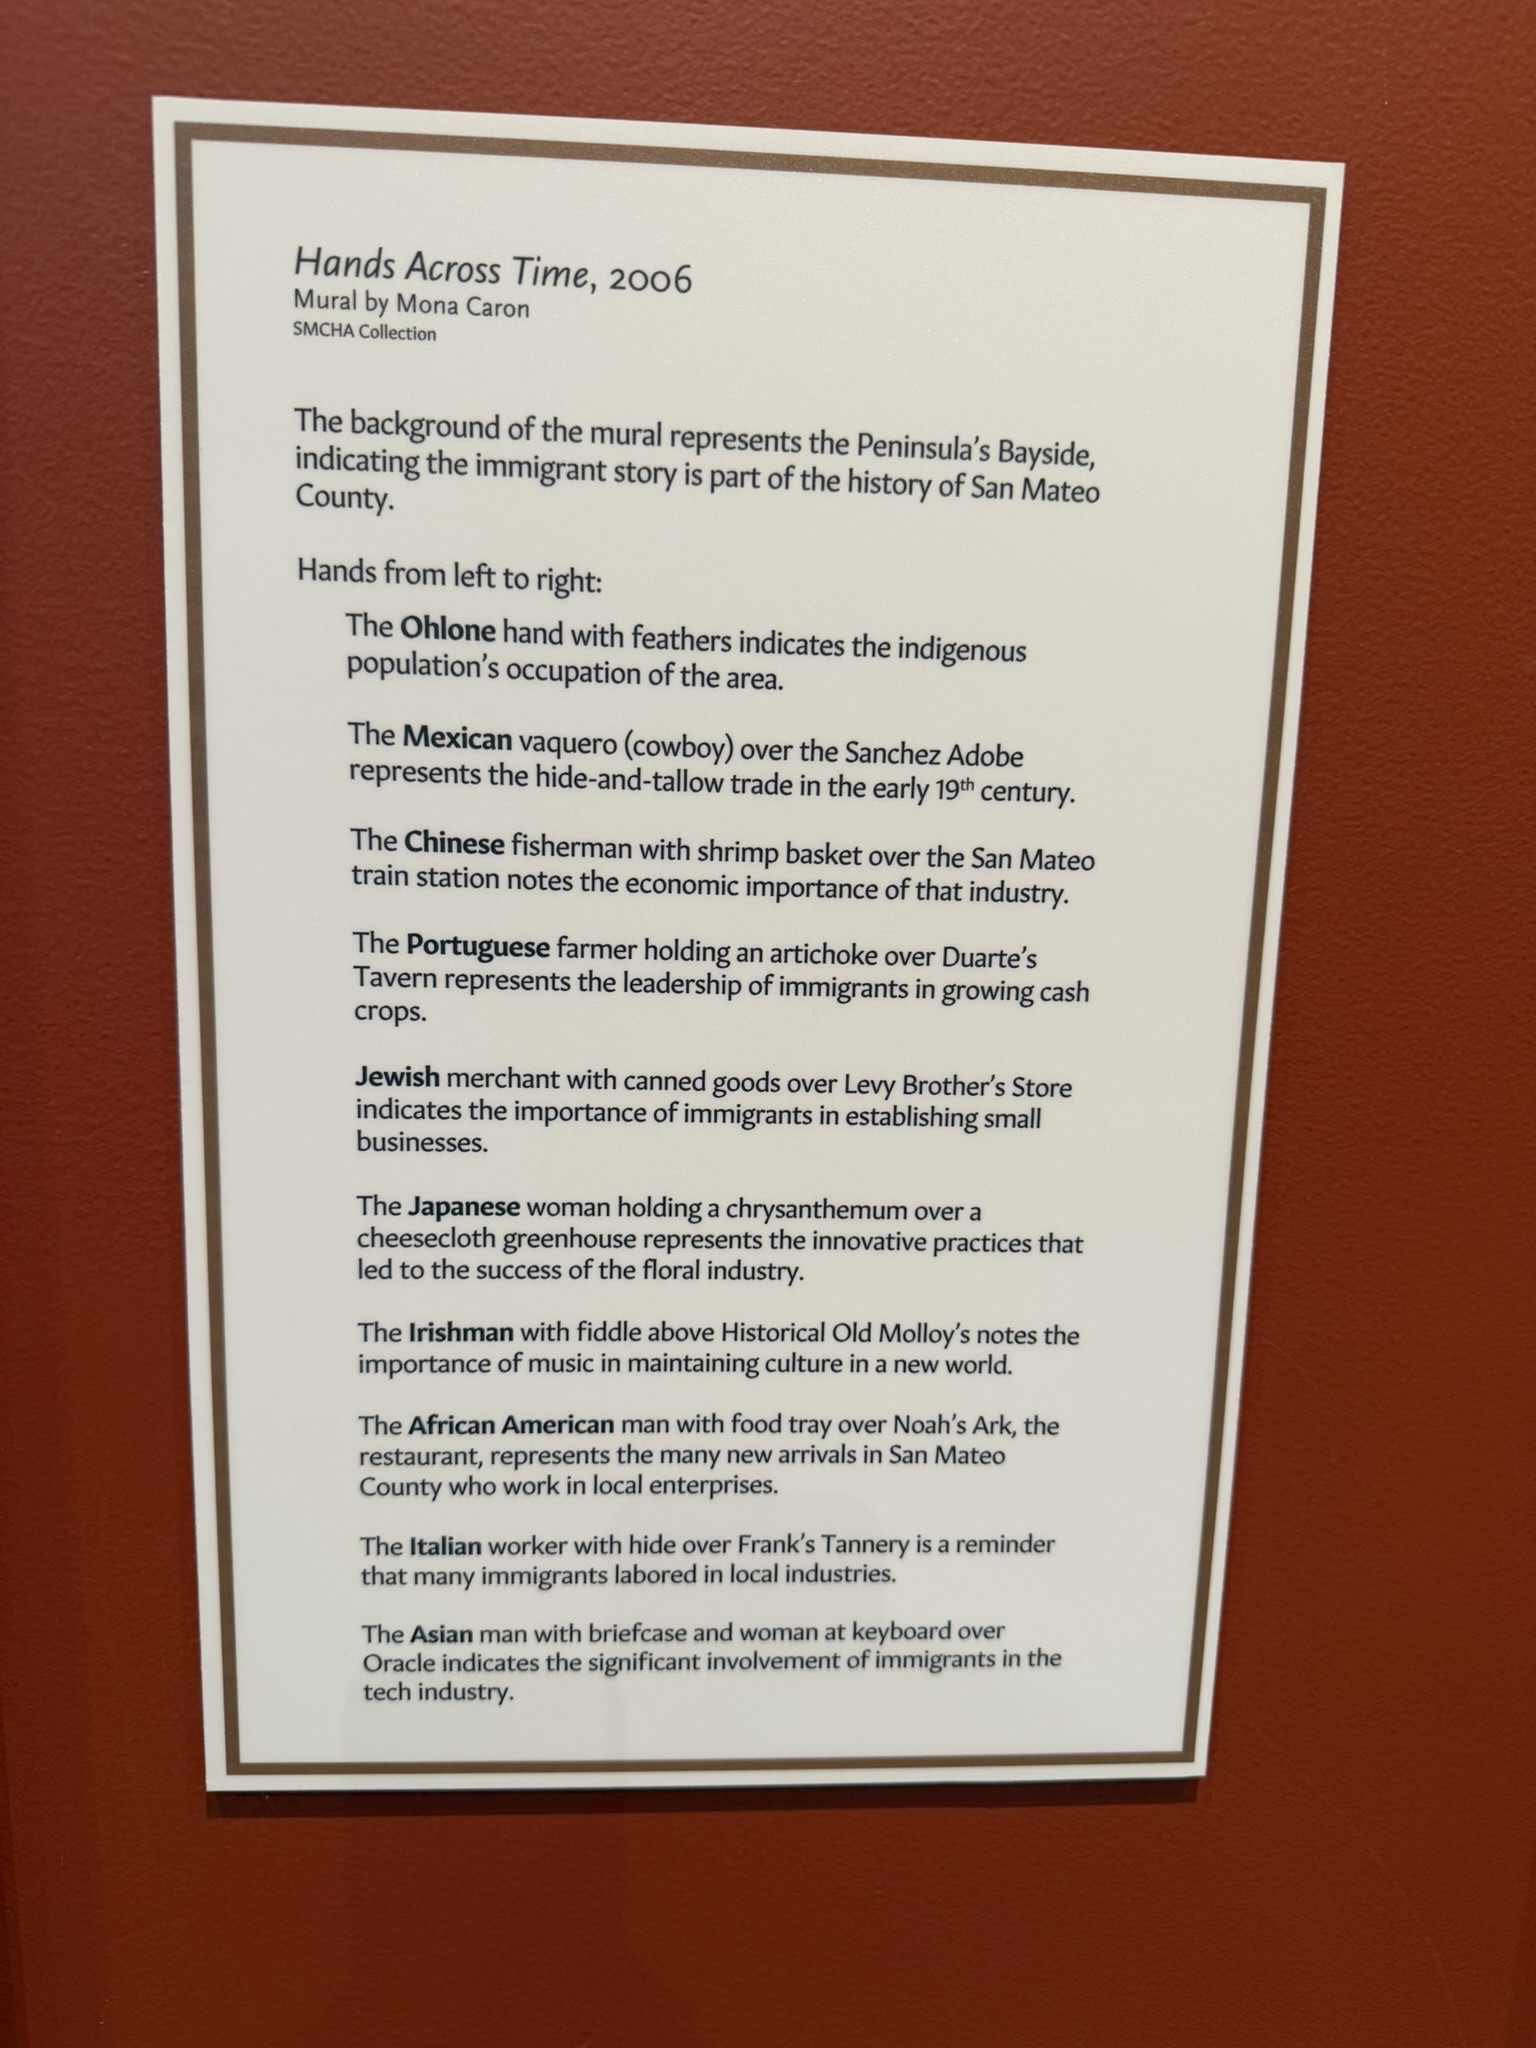 Hands Across Time, 2006
Mural by Mona Caron
SMCHA Collection
The background of the mural represents the Peninsula's Bayside,
indicating the immigrant story is part of the history of San Mateo
County.
Hands from left to right:
The Ohlone hand with feathers indicates the indigenous
population's occupation of the area.
The Mexican vaquero (cowboy) over the Sanchez Adobe
represents the hide-and-tallow trade in the early 19th century.
The Chinese fisherman with shrimp basket over the San Mateo
train station notes the economic importance of that industry.
The Portuguese farmer holding an artichoke over Duarte's
Tavern represents the leadership of immigrants in growing cash
crops.
Jewish merchant with canned goods over Levy Brother's Store
indicates the importance of immigrants in establishing small
businesses.
The Japanese woman holding a chrysanthemum over a
cheesecloth greenhouse represents the innovative practices that
led to the success of the floral industry.
The Irishman with fiddle above Historical Old Molloy's notes the
importance of music in maintaining culture in a new world.
The African American man with food tray over Noah's Ark, the
restaurant, represents the many new arrivals in San Mateo
County who work in local enterprises.
The Italian worker with hide over Frank's Tannery is a reminder
that many immigrants labored in local industries.
The Asian man with briefcase and woman at keyboard over
Oracle indicates the significant involvement of immigrants in the
tech industry.